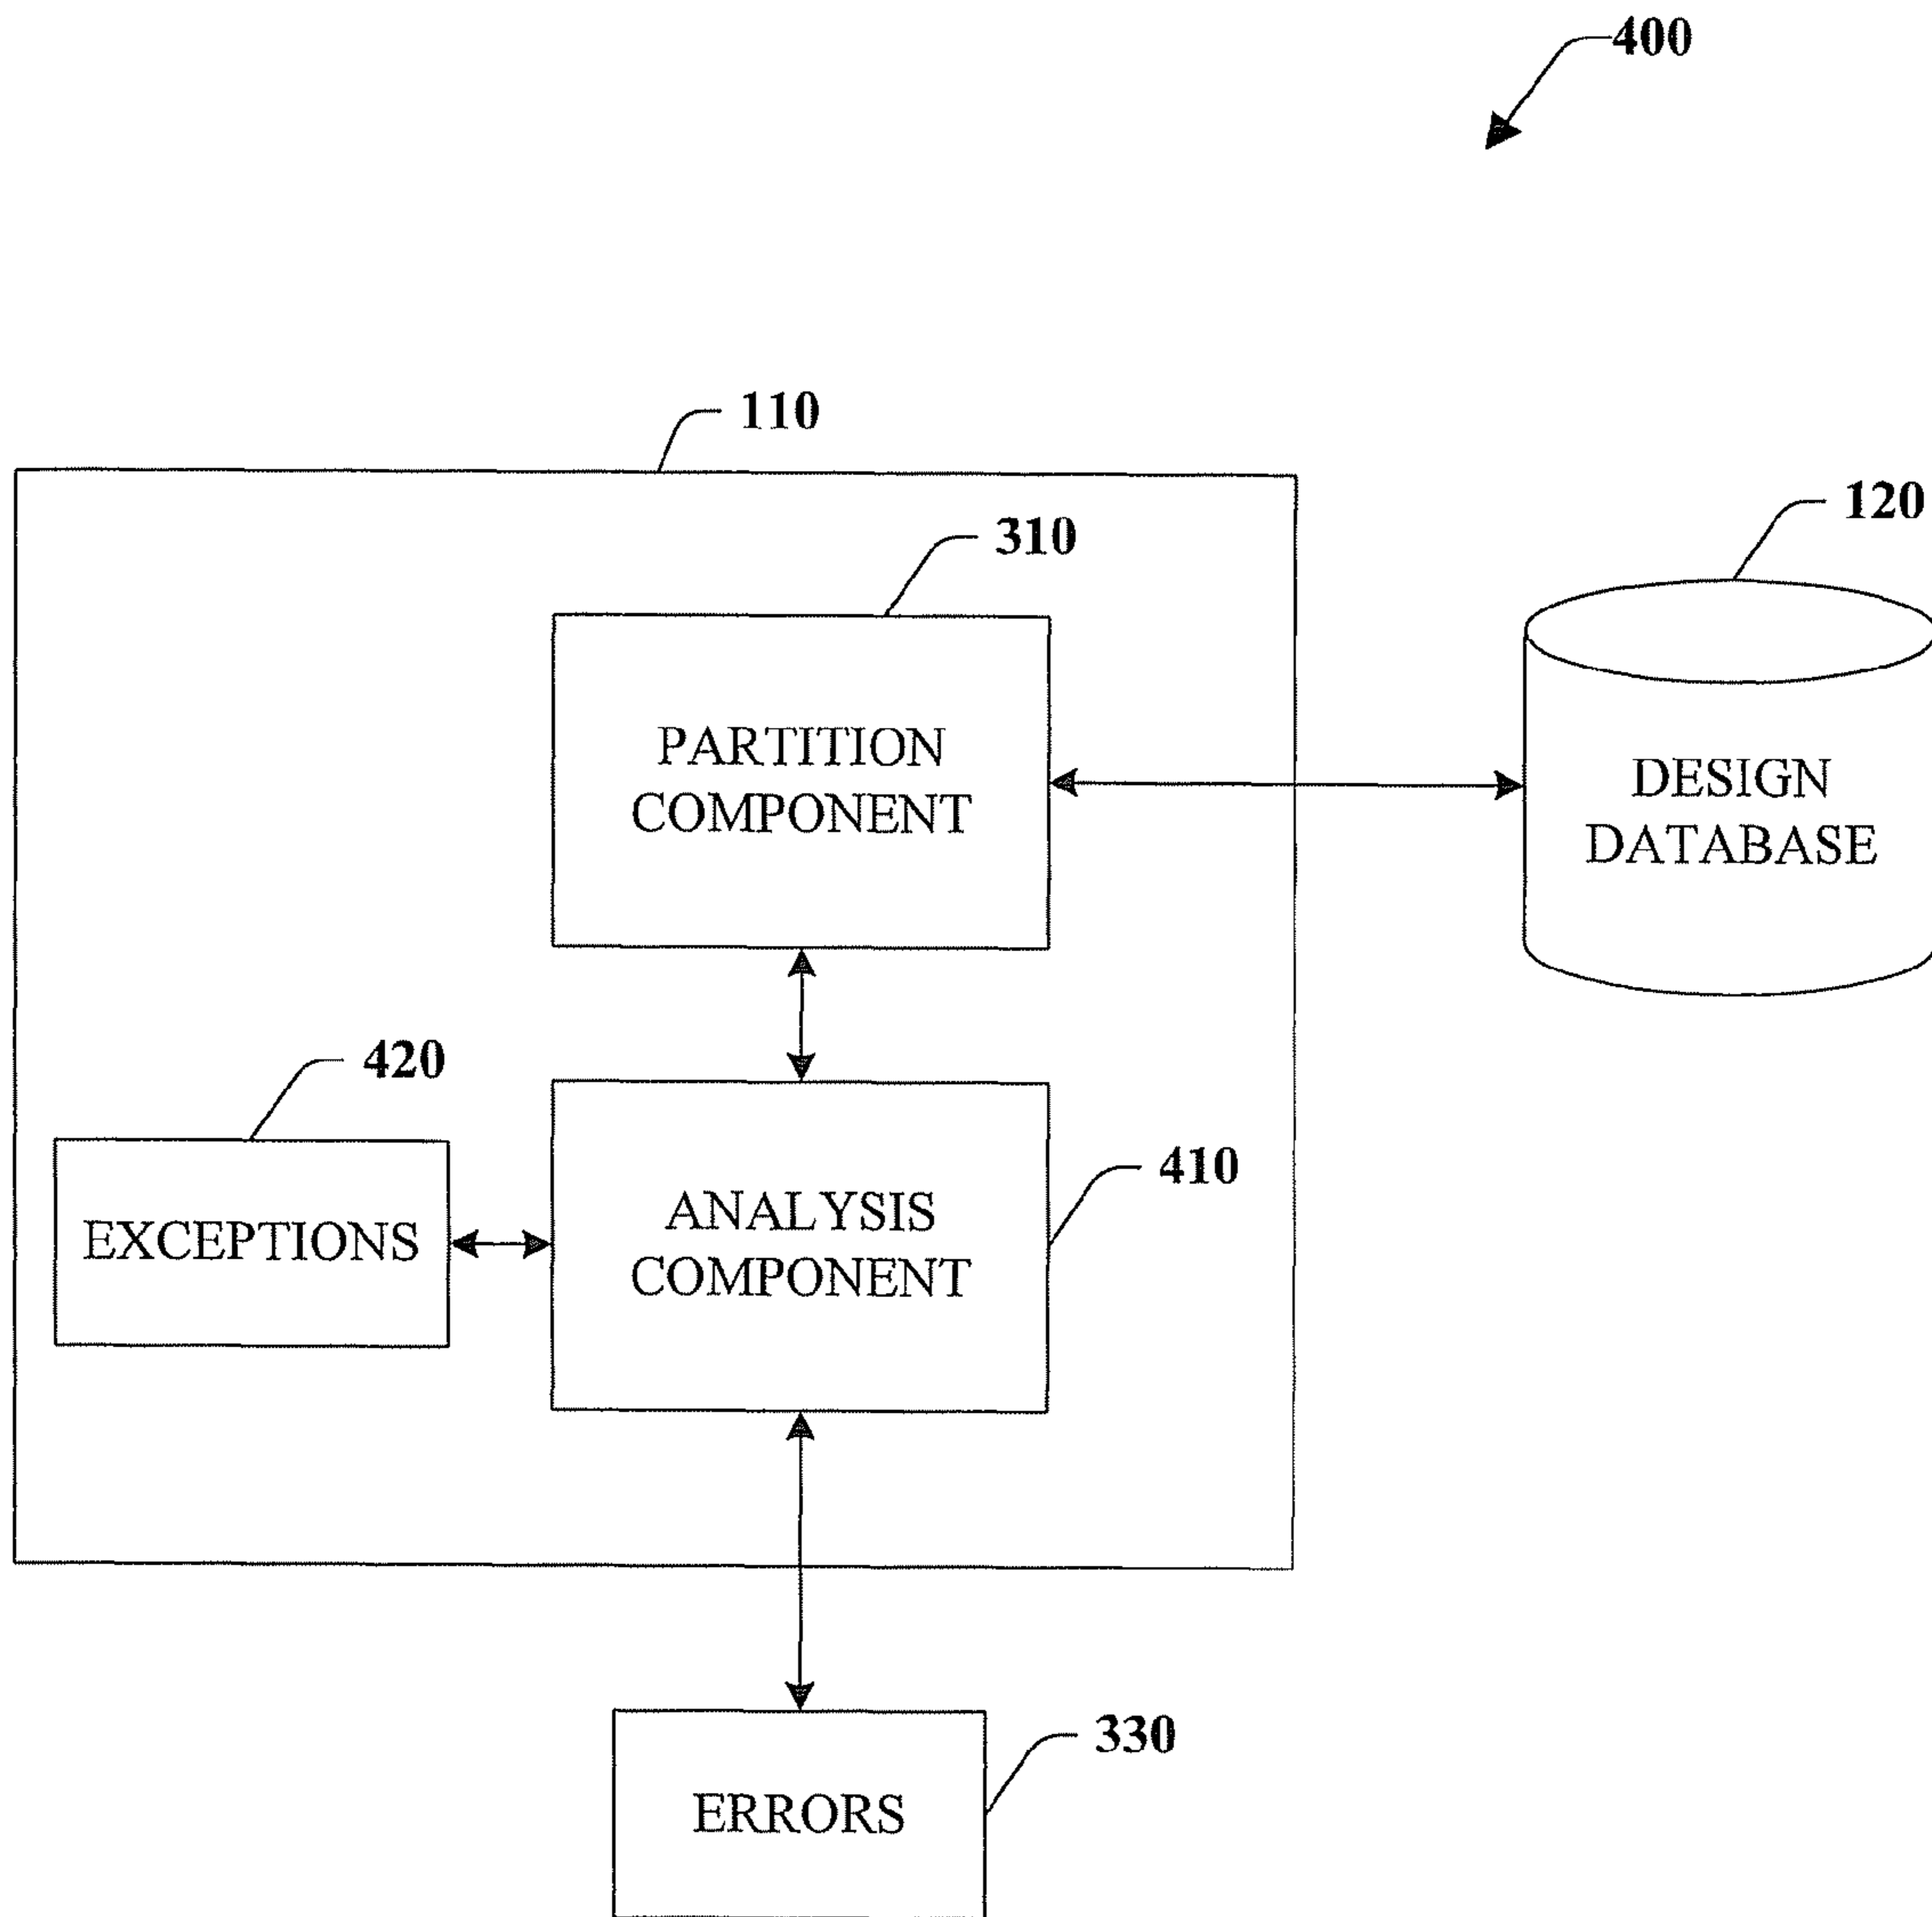 400
110
310
120
PARTITION
COMPONENT
DESIGN
DATABASE
420
410
EXCEPTIONS
ANALYSIS
COMPONENT
330
ERRORS